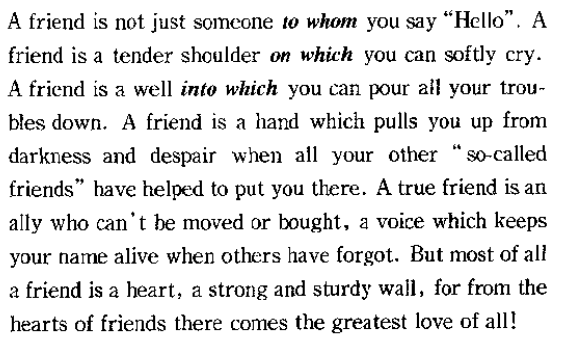 A friend is not just someone to whom you say “Hello”. A
friend is a tender shoulder on which you can softly cry.
A friend is a well into which you can pour all your trou-
bles down. A friend is a hand which pulls you up from
darkness and despair when all your other “so-called
friends” have helped to put you there. A true friend is an
ally who can't be moved or bought, a voice which keeps
your name alive when others have forgot. But most of all
a friend is a heart, a strong and sturdy wall, for from the
hearts of friends there comes the greatest love of all!